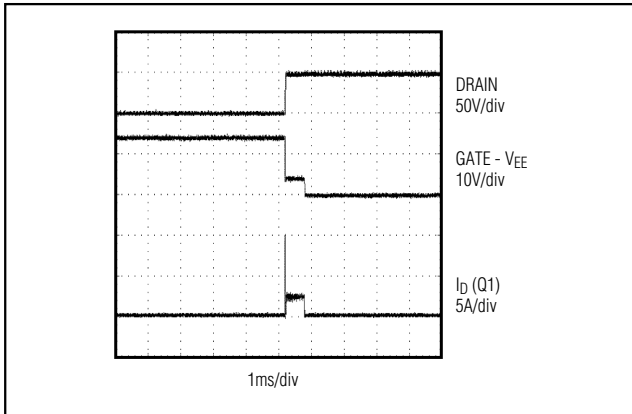 DRAIN
50V/div
GATE - VEE
10V/div
ID (Q1)
5A/div
1ms/div